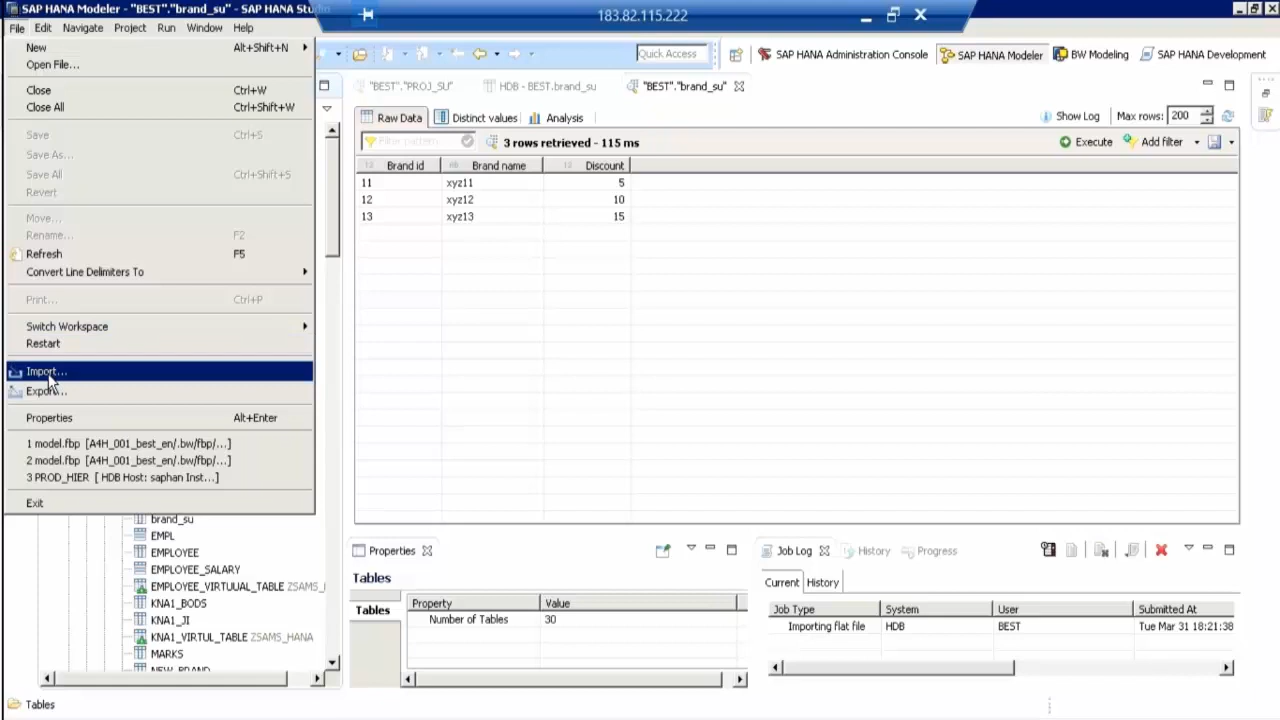 SAP HANA Modeler - "BEST"."brand_su" - SAP HANA Stu
183.82.115.222
File Edit Navigate Project Run Window Help
New Alt+Shift+N
Open File...
Close Ctrl+W
Close All Ctrl+Shift+W
Save Ctrl+S
Save As...
Save All Ctrl+Shift+S
Revert
Move...
Rename... F2
Refresh F5
Convert Line Delimiters To
Print... Ctrl+P
Switch Workspace
Restart
Import...
Export...
Properties Alt+Enter
1 model.fbp [A4H_001_best_en/.bw/fbp/...]
2 model.fbp [A4H_001_best_en/.bw/fbp/...]
3 PROD_HIER [ HDB Host: saphan Inst...]
Exit
brand_su
EMPL
EMPLOYEE
EMPLOYEE_SALARY
EMPLOYEE_VIRTUUAL_TABLE ZSAMS_
KNA1_BODS
KNA1_JI
KNA1_VIRTUL_TABLE ZSAMS_HANA
MARKS
NEW_BRAND
Tables
Quick Access SAP HANA Administration Console SAP HANA Modeler BW Modeling SAP HANA Development
"BEST"."PROJ_SU" HDB - BEST.brand_su "BEST"."brand_su"
Raw Data Distinct values Analysis Show Log Max rows: 200
Filter pattern 3 rows retrieved - 115 ms Execute Add filter
12 Brand id ab Brand name 12 Discount
11 xyz11 5
12 xyz12 10
13 xyz13 15
Properties
Tables
Tables
Property Value
Number of Tables 30
Job Log History Progress
Current History
Job Type System User Submitted At
Importing flat file HDB BEST Tue Mar 31 18:21:38